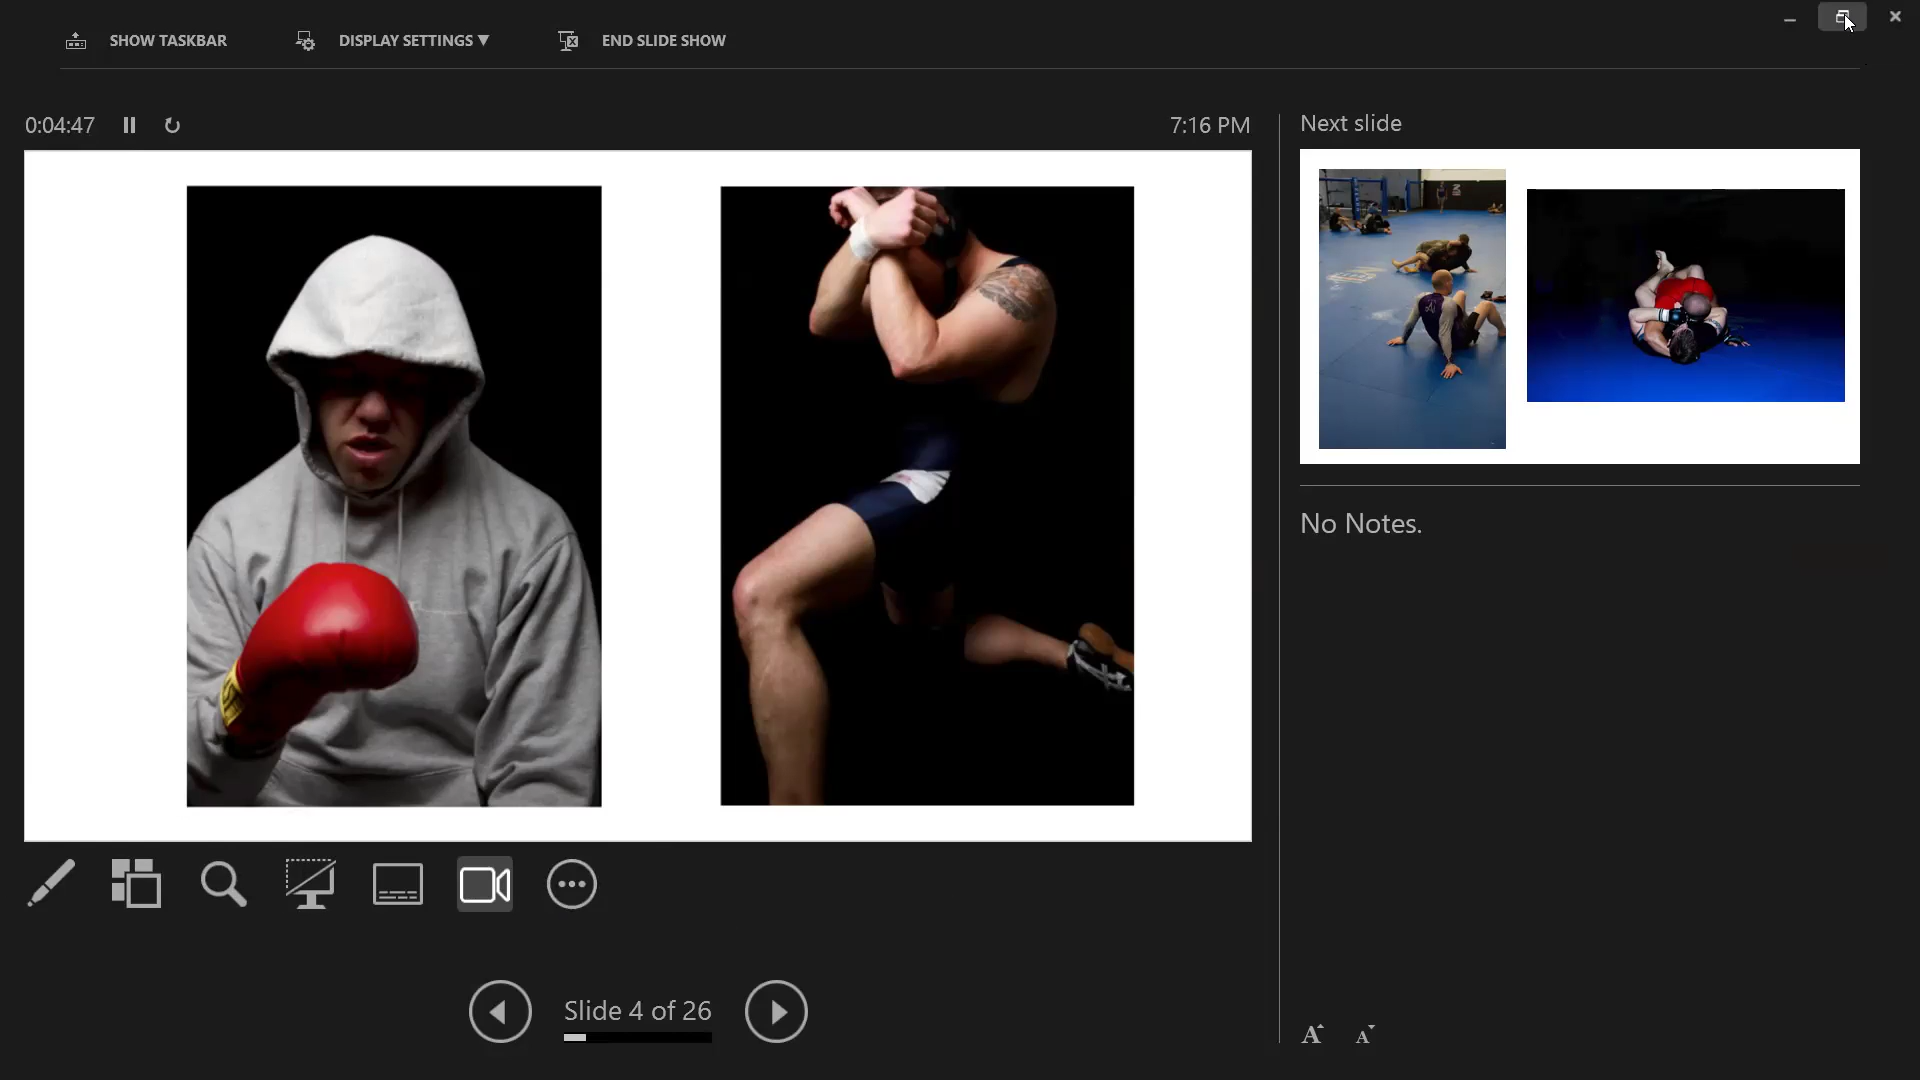 SHOW TASKBAR
DISPLAY SETTINGS ▼
END SLIDE SHOW
0:04:47
7:16 PM
Next slide
No Notes.
Slide 4 of 26
A
A